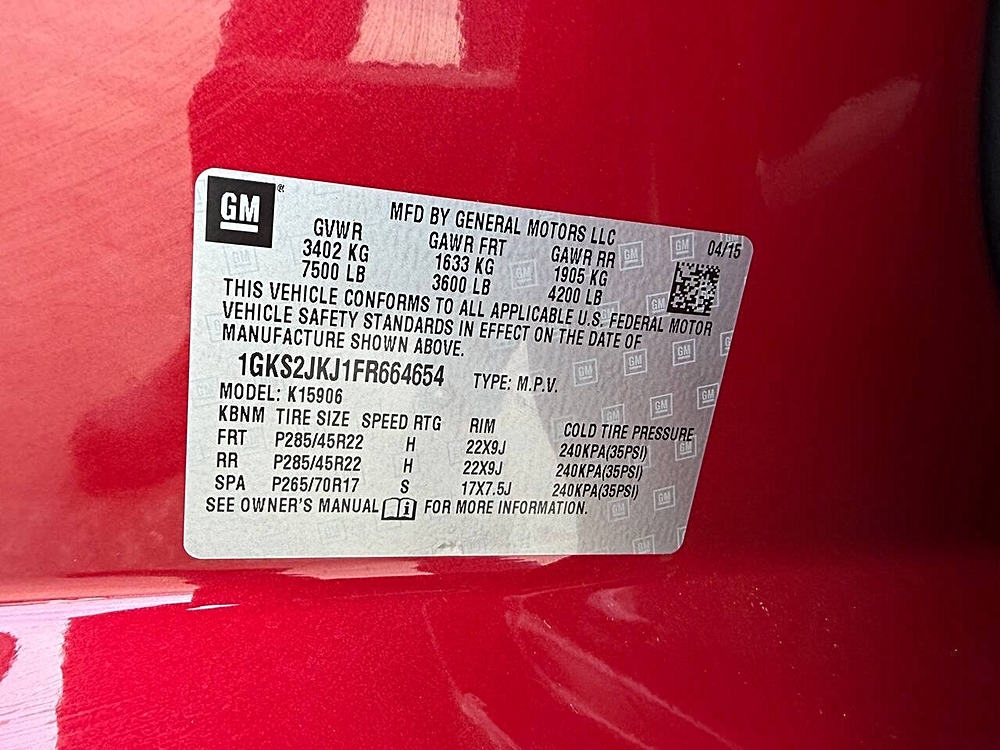 GM®
MFD BY GENERAL MOTORS LLC
04/15
GVWR GAWR FRT GAWR RR
3402 KG 1633 KG 1905 KG
7500 LB 3600 LB 4200 LB
THIS VEHICLE CONFORMS TO ALL APPLICABLE U.S. FEDERAL MOTOR
VEHICLE SAFETY STANDARDS IN EFFECT ON THE DATE OF
MANUFACTURE SHOWN ABOVE.
1GKS2JKJ1FR664654 TYPE: M.P.V.
MODEL: K15906
KBNM TIRE SIZE SPEED RTG RIM COLD TIRE PRESSURE
FRT P285/45R22 H 22X9J 240KPA(35PSI)
RR P285/45R22 H 22X9J 240KPA(35PSI)
SPA P265/70R17 S 17X7.5J 240KPA(35PSI)
SEE OWNER'S MANUAL FOR MORE INFORMATION.